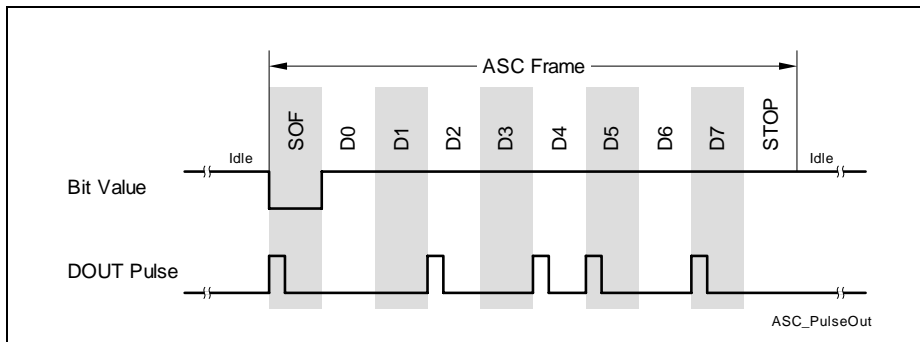 ASC Frame
SOF D0 D1 D2 D3 D4 D5 D6 D7 STOP
Idle Idle
Bit Value
DOUT Pulse
ASC_PulseOut